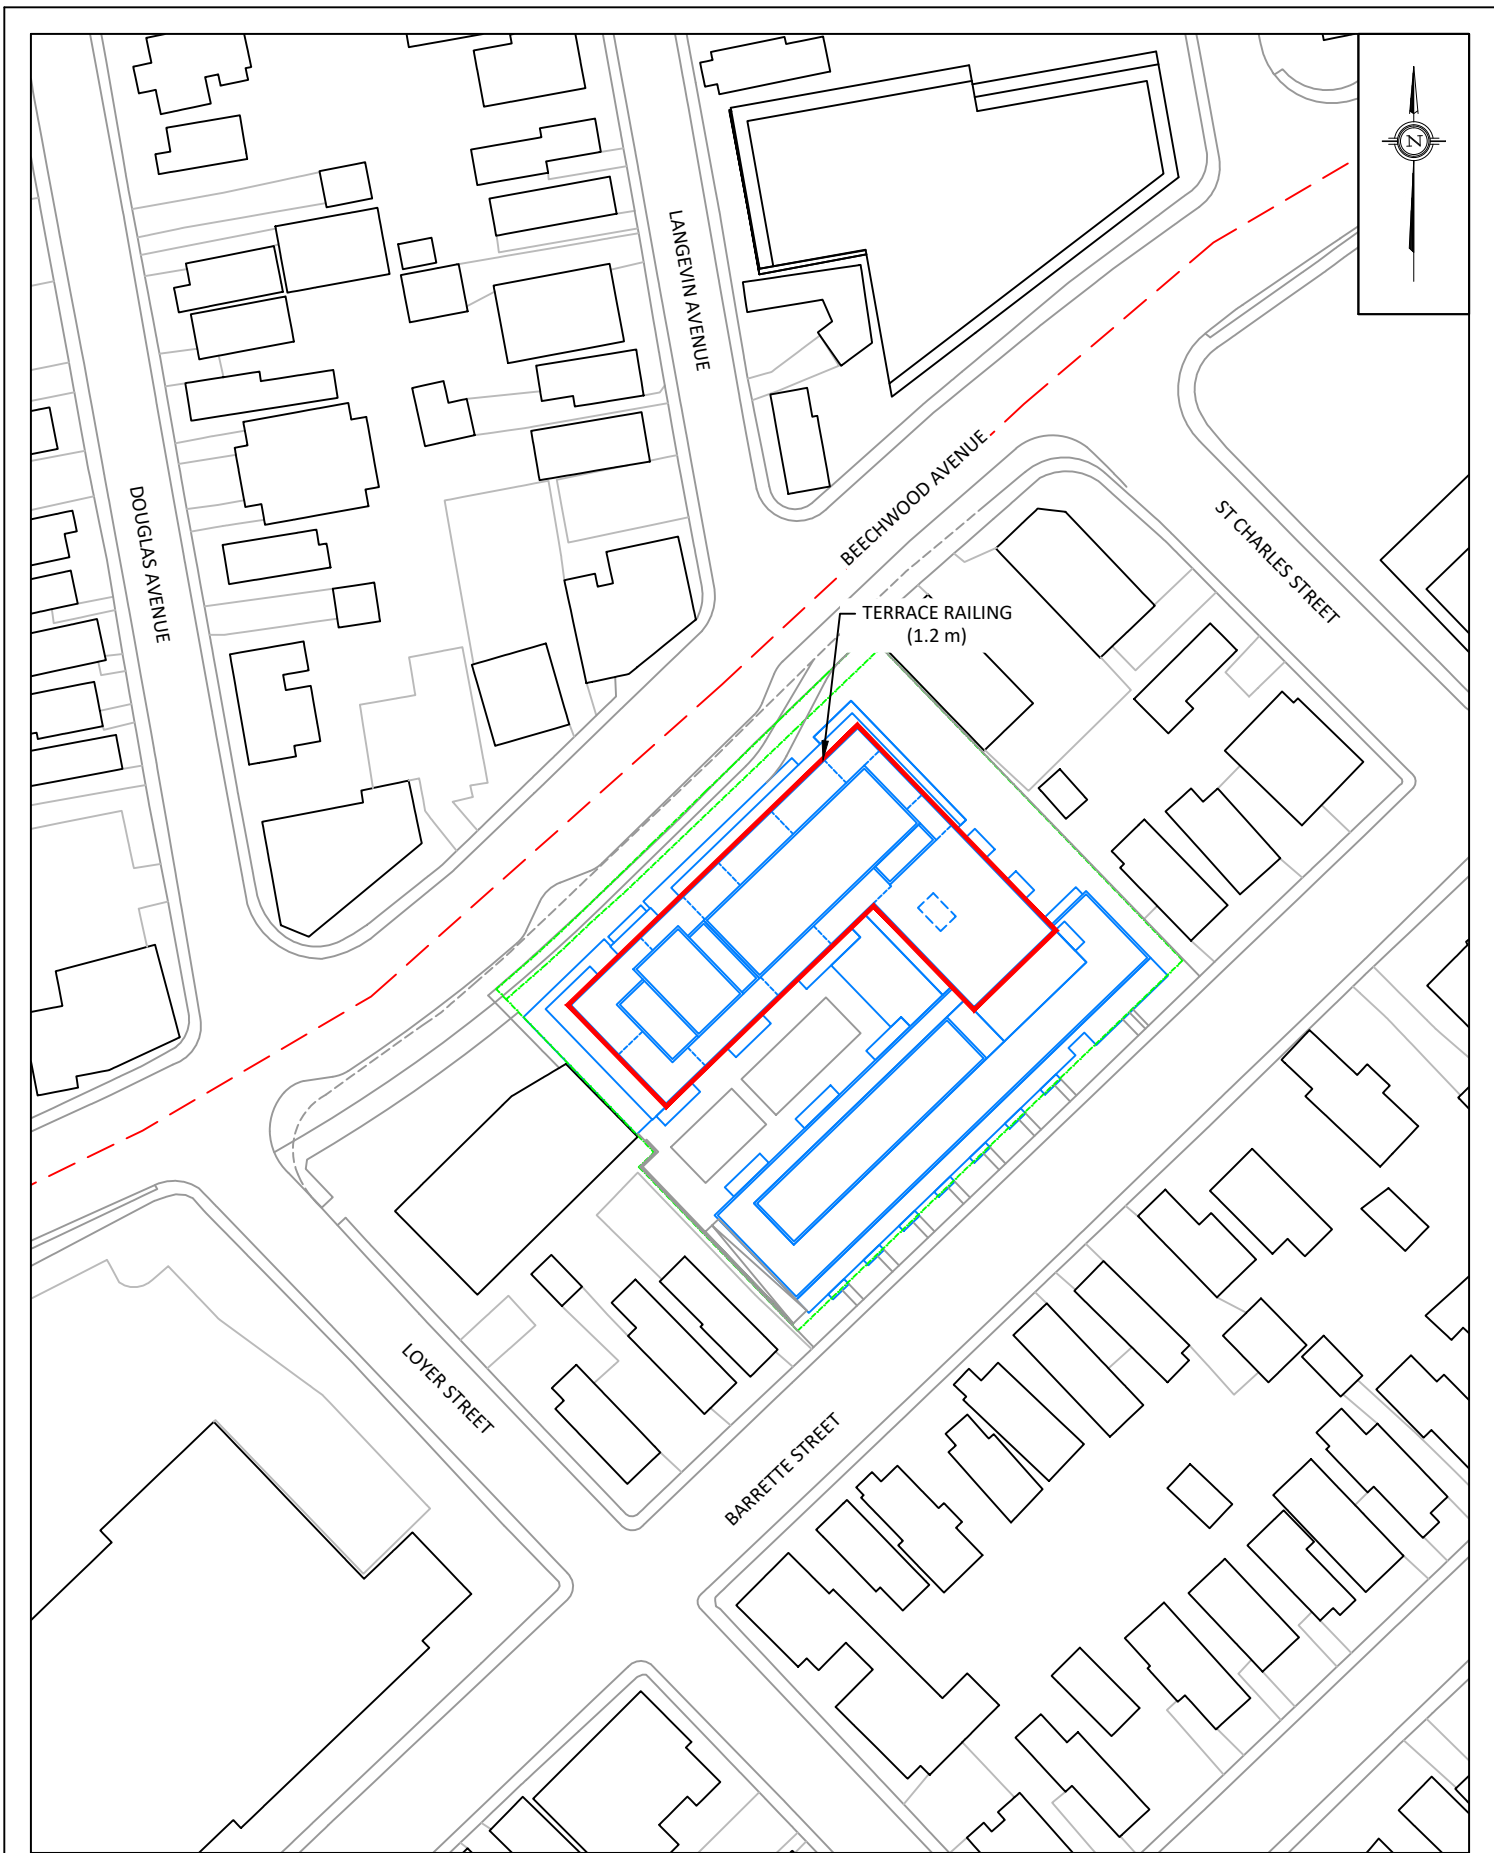 N
LANGEVIN AVENUE
DOUGLAS AVENUE
BEECHWOOD AVENUE
ST CHARLES STREET
TERRACE RAILING
(1.2 m)
LOYER STREET
BARRETTE STREET